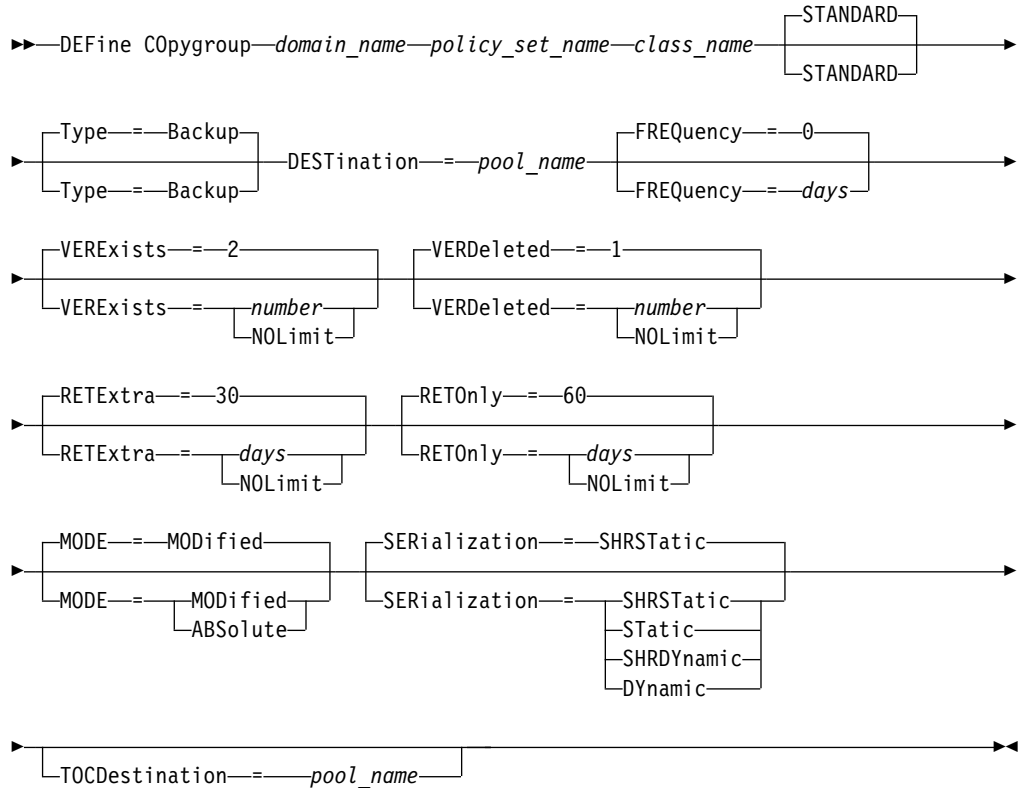 STANDARD
DEFine COpygroup domain_name policy_set_name class_name
STANDARD
Type = Backup FREQuency = 0
DESTination = pool_name
Type = Backup FREQuency = days
VERExists = 2 VERDeleted = 1
VERExists = number VERDeleted = number
NOLimit NOLimit
RETExtra = 30 RETOnly = 60
RETExtra = days RETOnly = days
NOLimit NOLimit
MODE = MODified SERialization = SHRSTatic
MODE = MODified SERialization = SHRSTatic
ABSolute STatic
SHRDYnamic
DYnamic
TOCDestination = pool_name